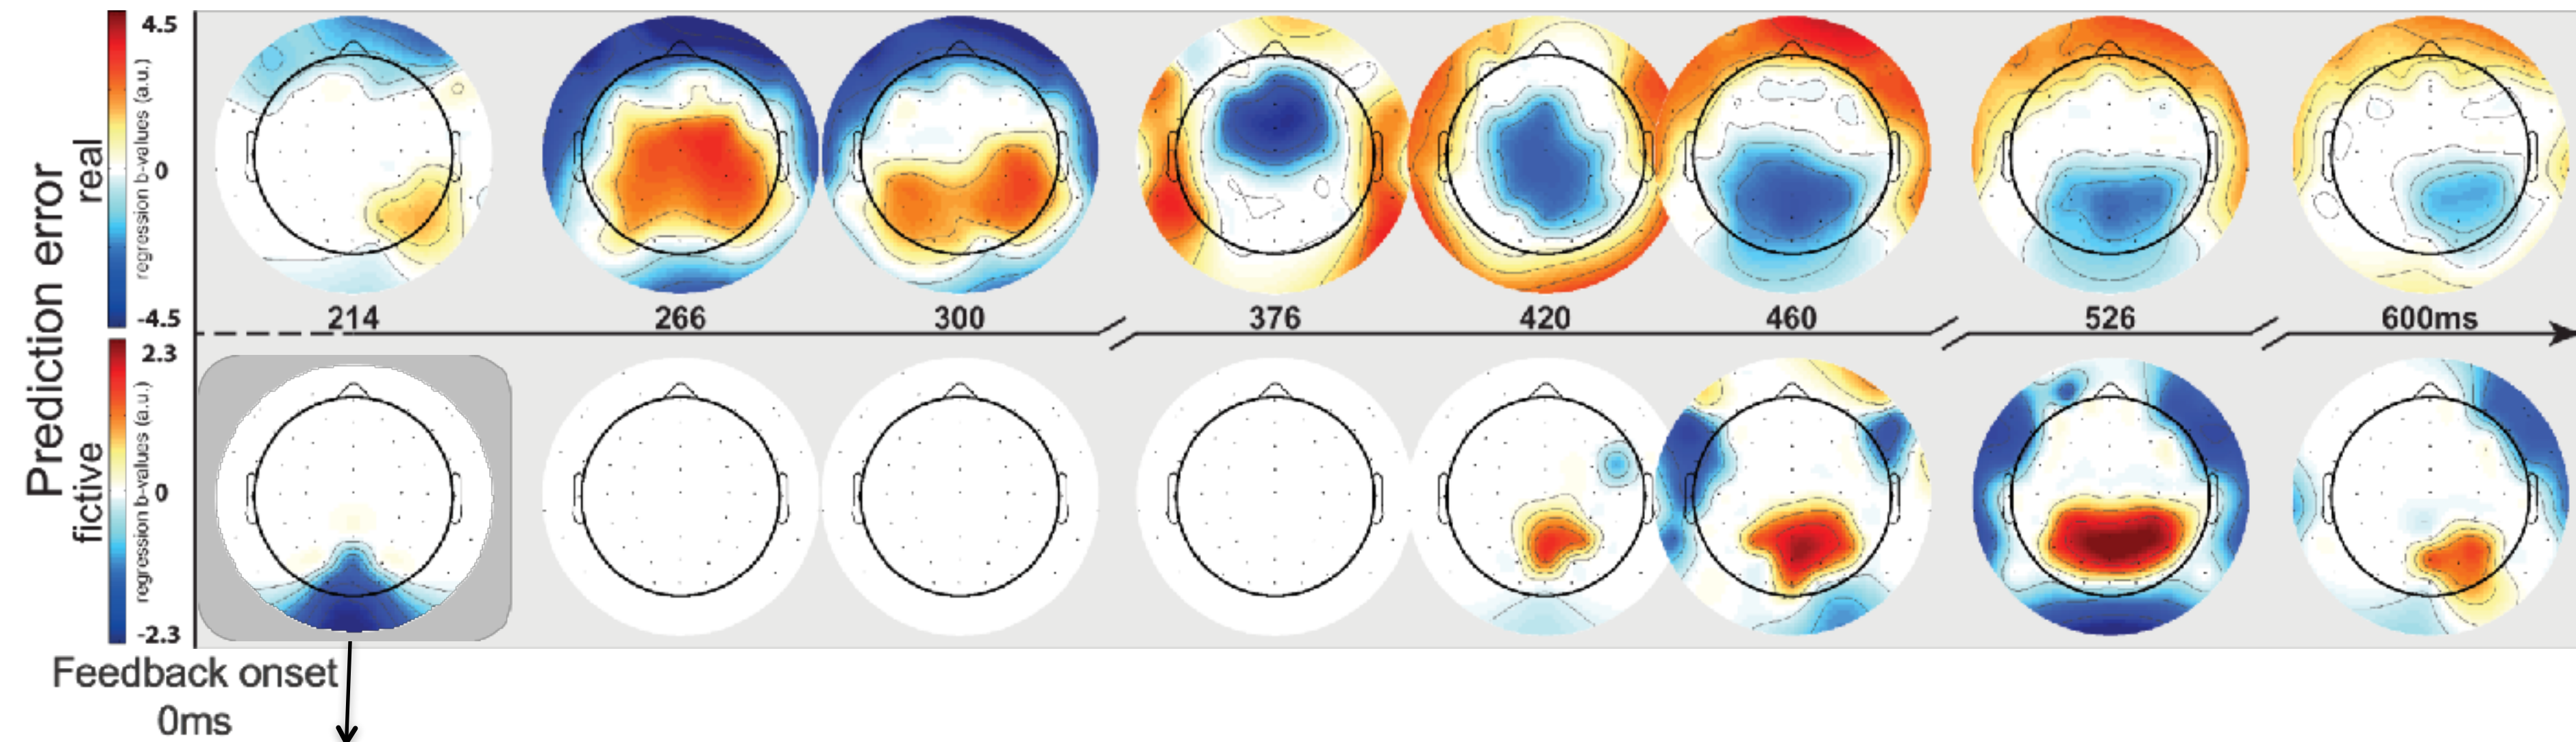 Prediction error
real
4.5
0
-4.5
regression b-values (a.u.)
214 266 300 376 420 460 526 600ms
fictive
2.3
0
-2.3
regression b-values (a.u.)
Feedback onset
0ms